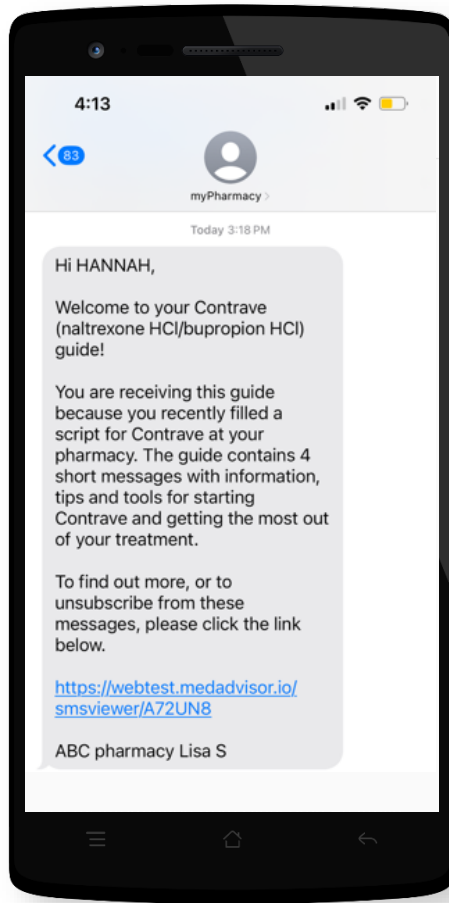 4:13
83
myPharmacy
Today 3:18 PM
Hi HANNAH,
Welcome to your Contrave
(naltrexone HCl/bupropion HCl)
guide!
You are receiving this guide
because you recently filled a
script for Contrave at your
pharmacy. The guide contains 4
short messages with information,
tips and tools for starting
Contrave and getting the most out
of your treatment.
To find out more, or to
unsubscribe from these
messages, please click the link
below.
https://webtest.medadvisor.io/
smsviewer/A72UN8
ABC pharmacy Lisa S